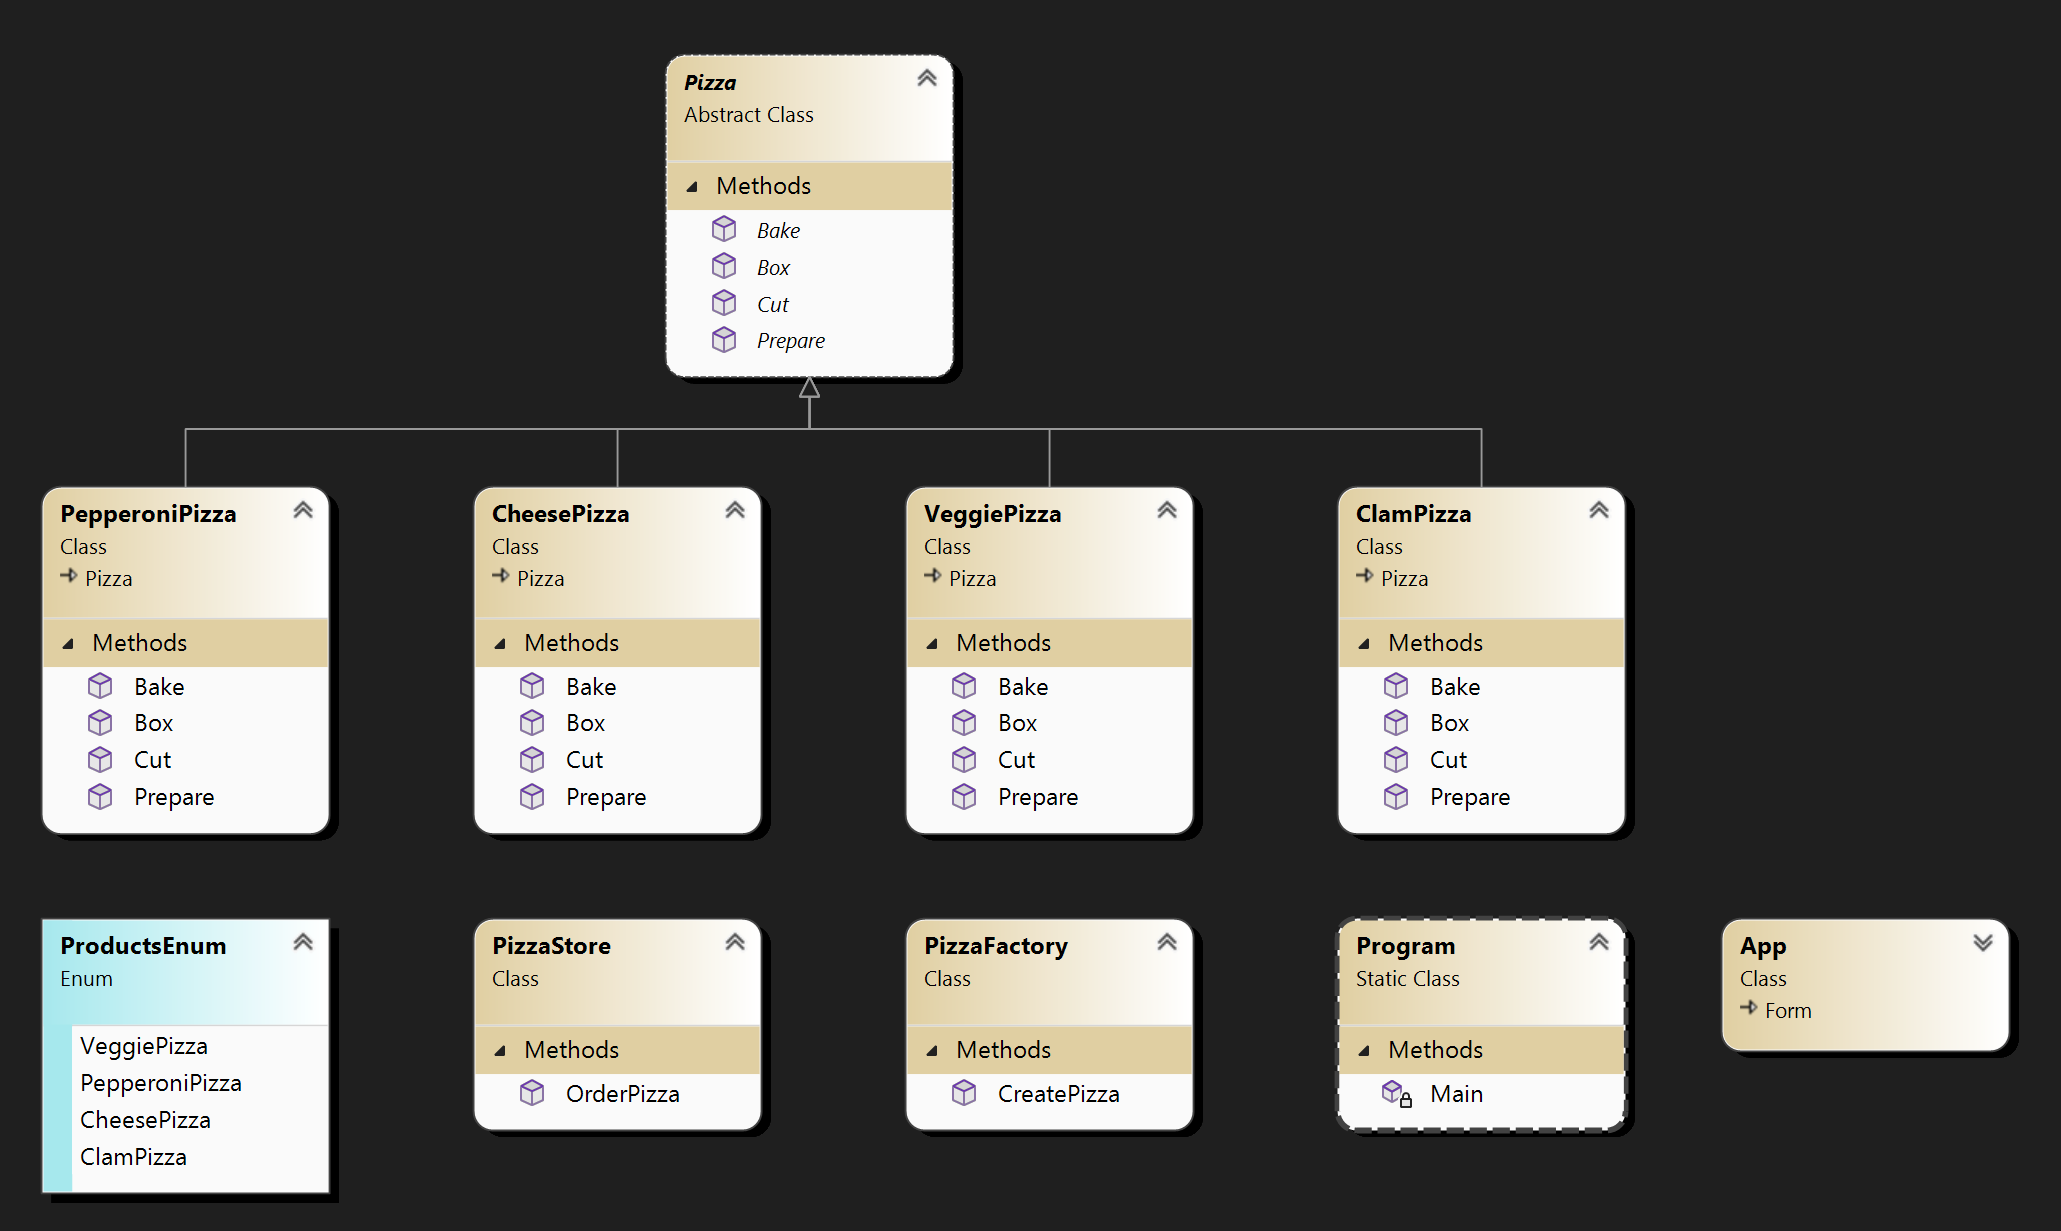 Pizza
Abstract Class
Methods
Bake
Box
Cut
Prepare
PepperoniPizza
Class
Pizza
Methods
Bake
Box
Cut
Prepare
CheesePizza
Class
Pizza
Methods
Bake
Box
Cut
Prepare
VeggiePizza
Class
Pizza
Methods
Bake
Box
Cut
Prepare
ClamPizza
Class
Pizza
Methods
Bake
Box
Cut
Prepare
ProductsEnum
Enum
VeggiePizza
PepperoniPizza
CheesePizza
ClamPizza
PizzaStore
Class
Methods
OrderPizza
PizzaFactory
Class
Methods
CreatePizza
Program
Static Class
Methods
Main
App
Class
Form